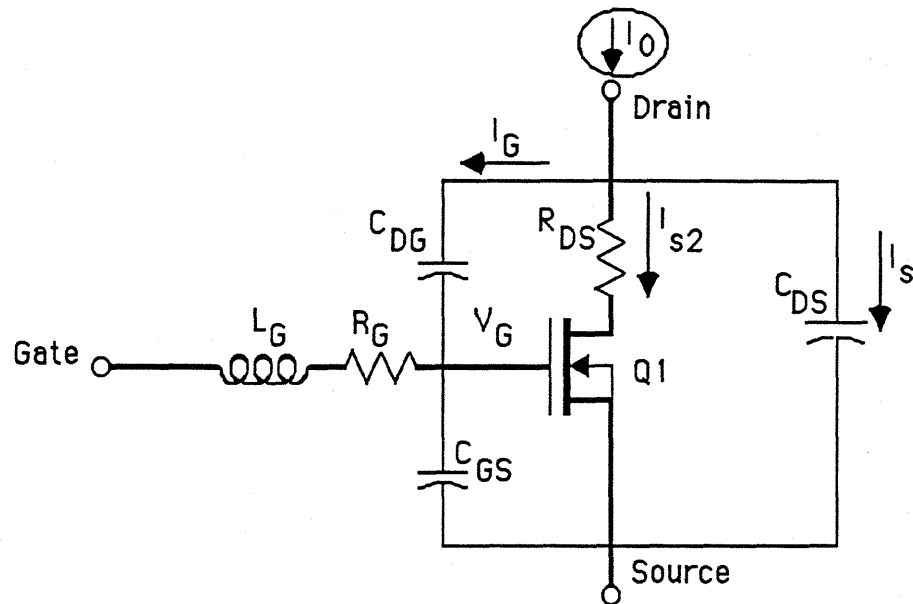 I0
Drain
IG
CDG
RDS
Is2
Is
CDS
LG
RG
VG
Gate
Q1
CGS
Source